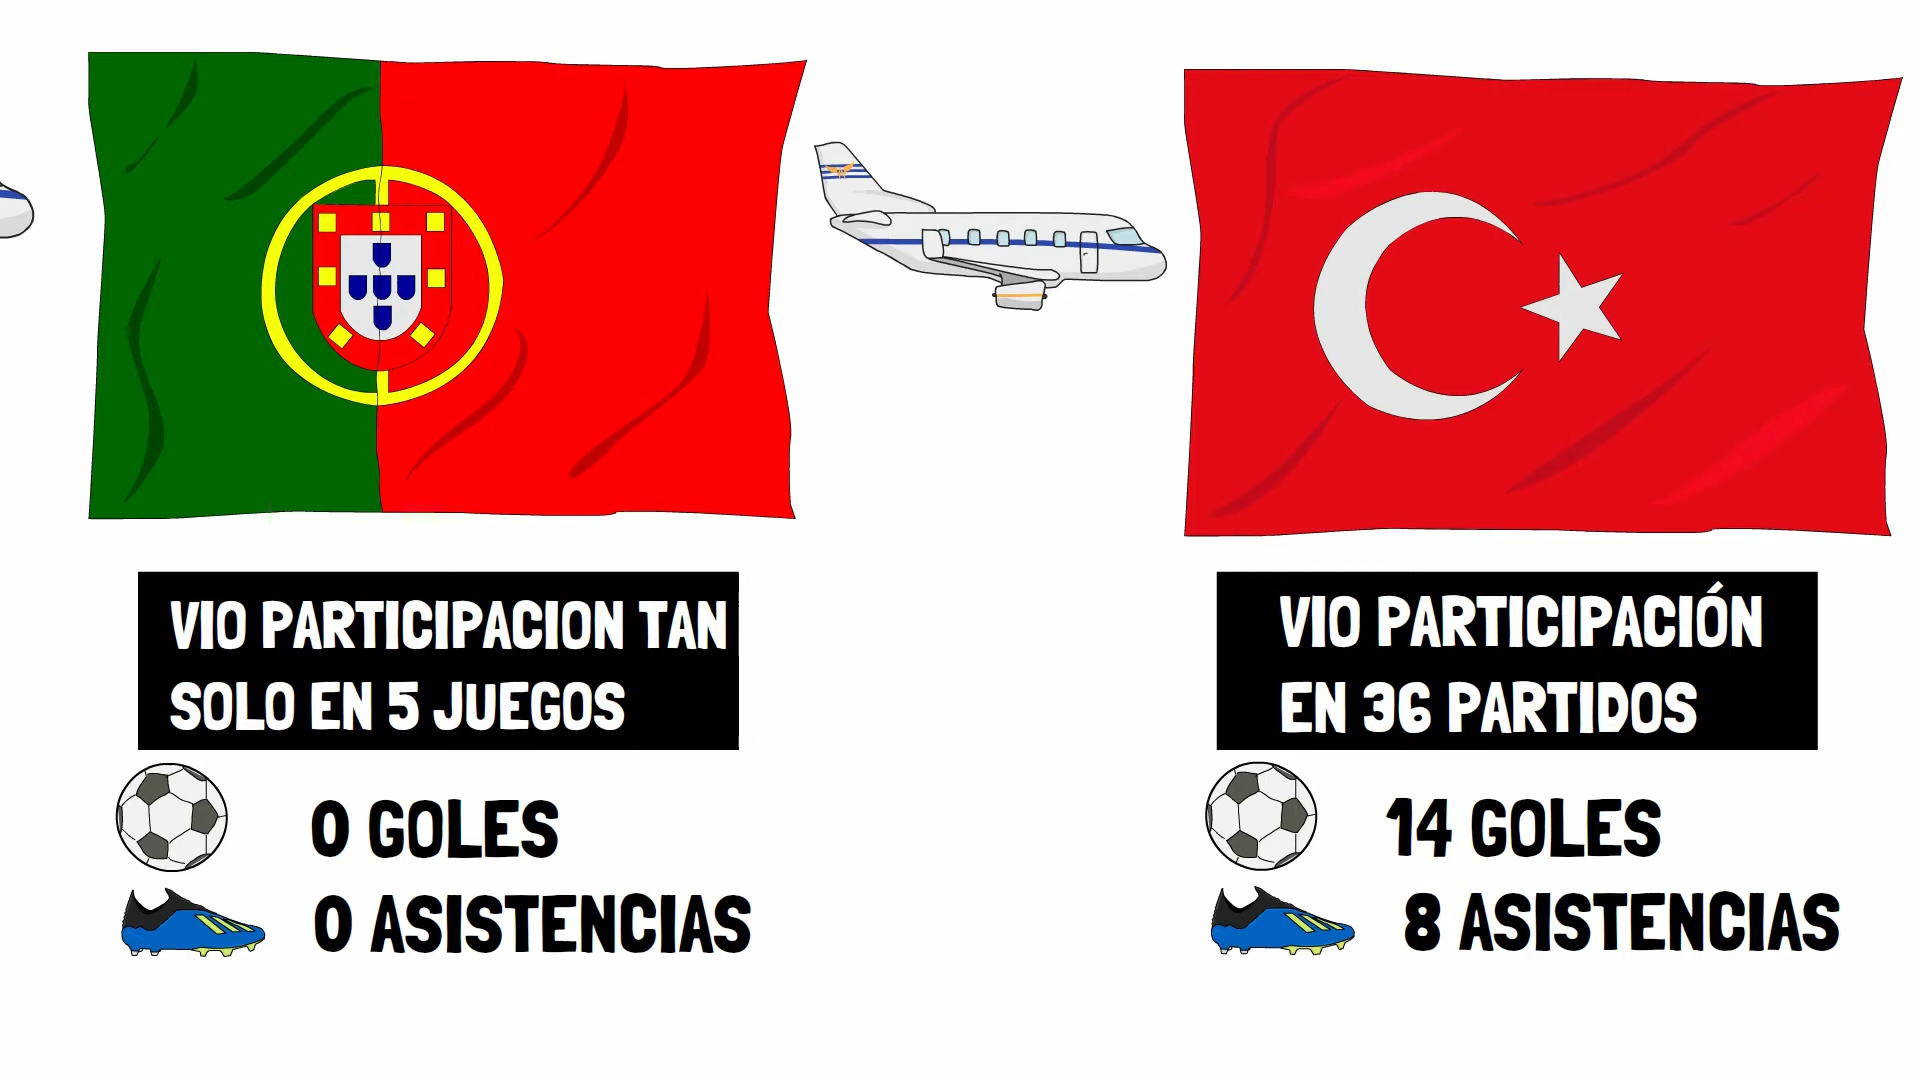 VIO PARTICIPACION TAN
SOLO EN 5 JUEGOS
0 GOLES
0 ASISTENCIAS
VIO PARTICIPACIÓN
EN 36 PARTIDOS
14 GOLES
8 ASISTENCIAS